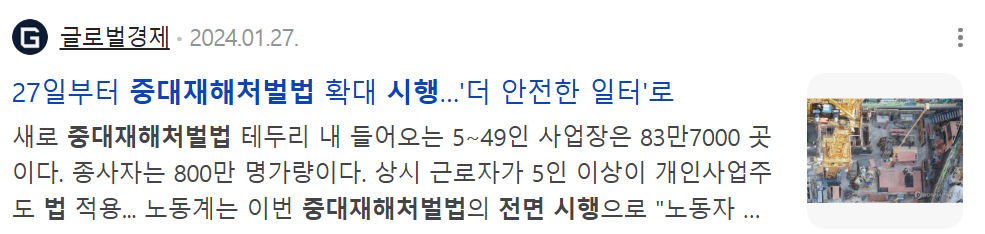 글로벌경제 · 2024.01.27.
27일부터 중대재해처벌법 확대 시행...'더 안전한 일터'로
새로 중대재해처벌법 테두리 내 들어오는 5~49인 사업장은 83만7000 곳
이다. 종사자는 800만 명가량이다. 상시 근로자가 5인 이상이 개인사업주
도 법 적용... 노동계는 이번 중대재해처벌법의 전면 시행으로 "노동자 ...